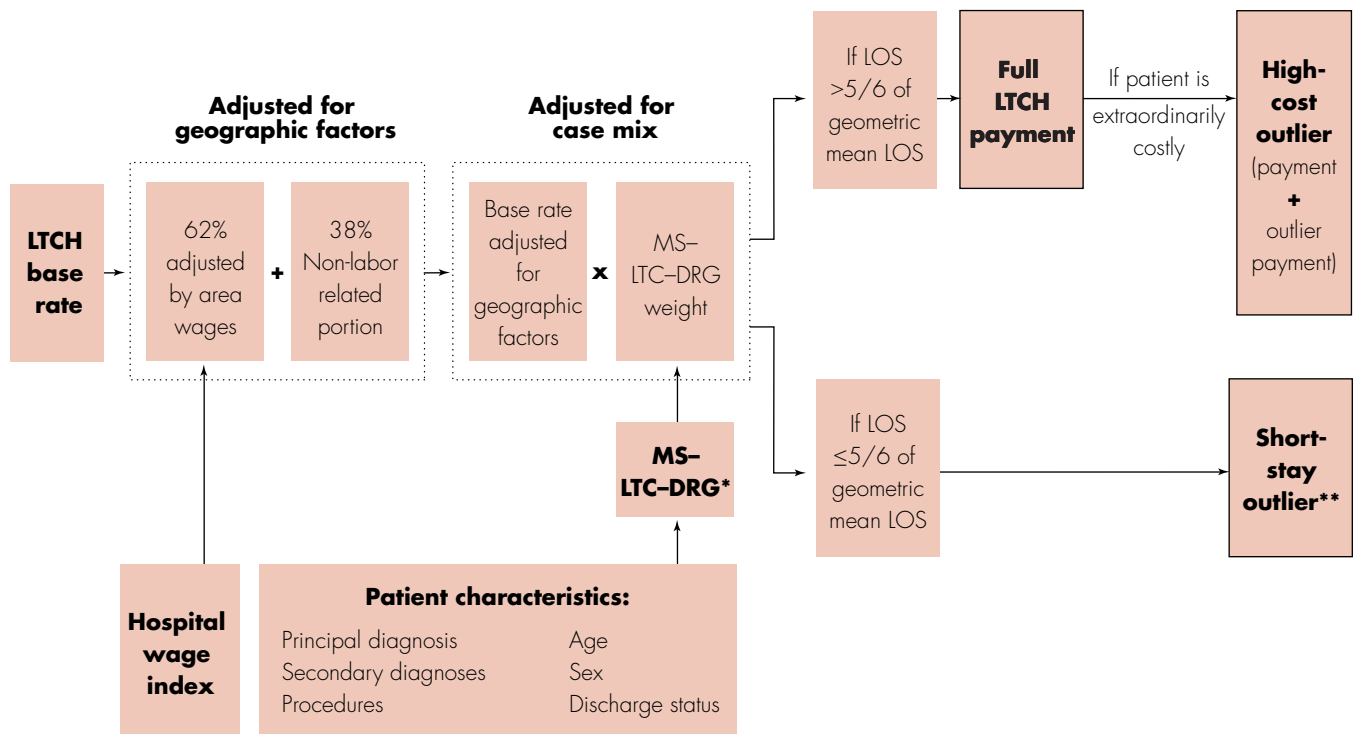 Adjusted for
geographic factors
Adjusted for
case mix
LTCH
base
rate
62%
adjusted
by area
wages
+
38%
Non-labor
related
portion
Base rate
adjusted
for
geographic
factors
x
MS–
LTC–DRG
weight
If LOS
>5/6 of
geometric
mean LOS
Full
LTCH
payment
If patient is
extraordinarily
costly
High-
cost
outlier
(payment
+
outlier
payment)
MS–
LTC–DRG*
If LOS
≤5/6 of
geometric
mean LOS
Short-
stay
outlier**
Hospital
wage
index
Patient characteristics:
Principal diagnosis
Secondary diagnoses
Procedures
Age
Sex
Discharge status